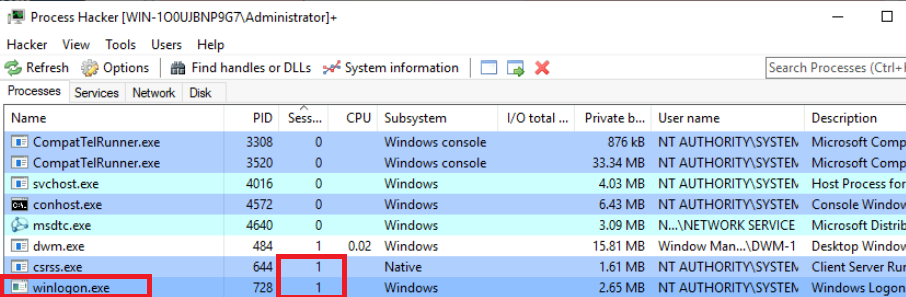 Process Hacker [WIN-1O0UJBNP9G7\Administrator]+
Hacker View Tools Users Help
Refresh Options Find handles or DLLs System information Search Processes (Ctrl+
Processes Services Network Disk
Name PID Sess... CPU Subsystem I/O total ... Private b... User name Description
CompatTelRunner.exe 3308 0 Windows console 876 kB NT AUTHORITY\SYSTEM Microsoft Comp
CompatTelRunner.exe 3520 0 Windows console 33.34 MB NT AUTHORITY\SYSTEM Microsoft Comp
svchost.exe 4016 0 Windows 4.03 MB NT AUTHORITY\SYSTEM Host Process for
conhost.exe 4572 0 Windows 6.43 MB NT AUTHORITY\SYSTEM Console Window
msdtc.exe 4640 0 Windows 3.09 MB N...\NETWORK SERVICE Microsoft Distrib
dwm.exe 484 1 0.02 Windows 15.81 MB Window Man...\DWM-1 Desktop Window
csrss.exe 644 1 Native 1.61 MB NT AUTHORITY\SYSTEM Client Server Run
winlogon.exe 728 1 Windows 2.65 MB NT AUTHORITY\SYSTEM Windows Logon